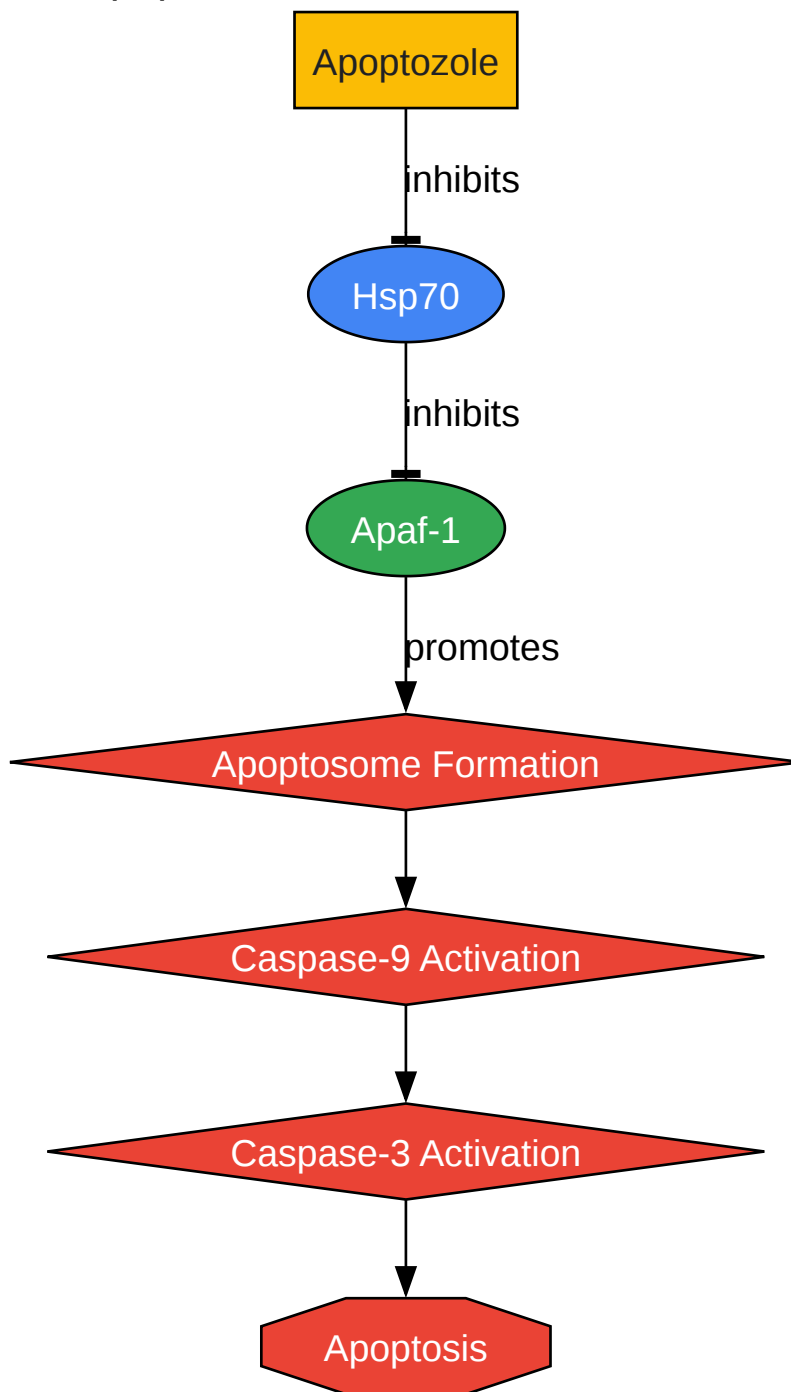 Apoptozole
inhibits
Hsp70
inhibits
Apaf-1
promotes
Apoptosome Formation
Caspase-9 Activation
Caspase-3 Activation
Apoptosis